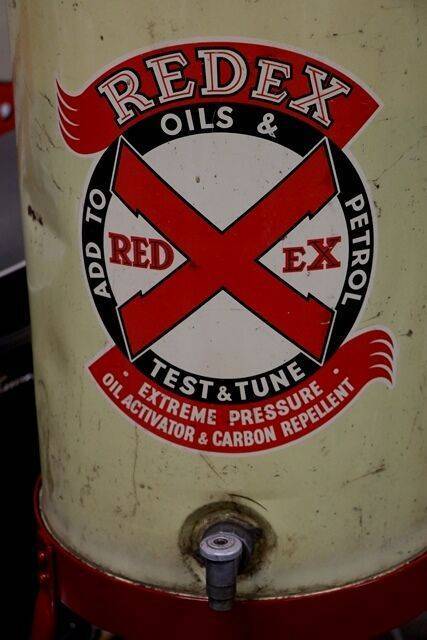 REDEX
OILS &
ADD TO
PETROL
RED
EX
TEST & TUNE
· EXTREME PRESSURE ·
OIL ACTIVATOR & CARBON REPELLENT